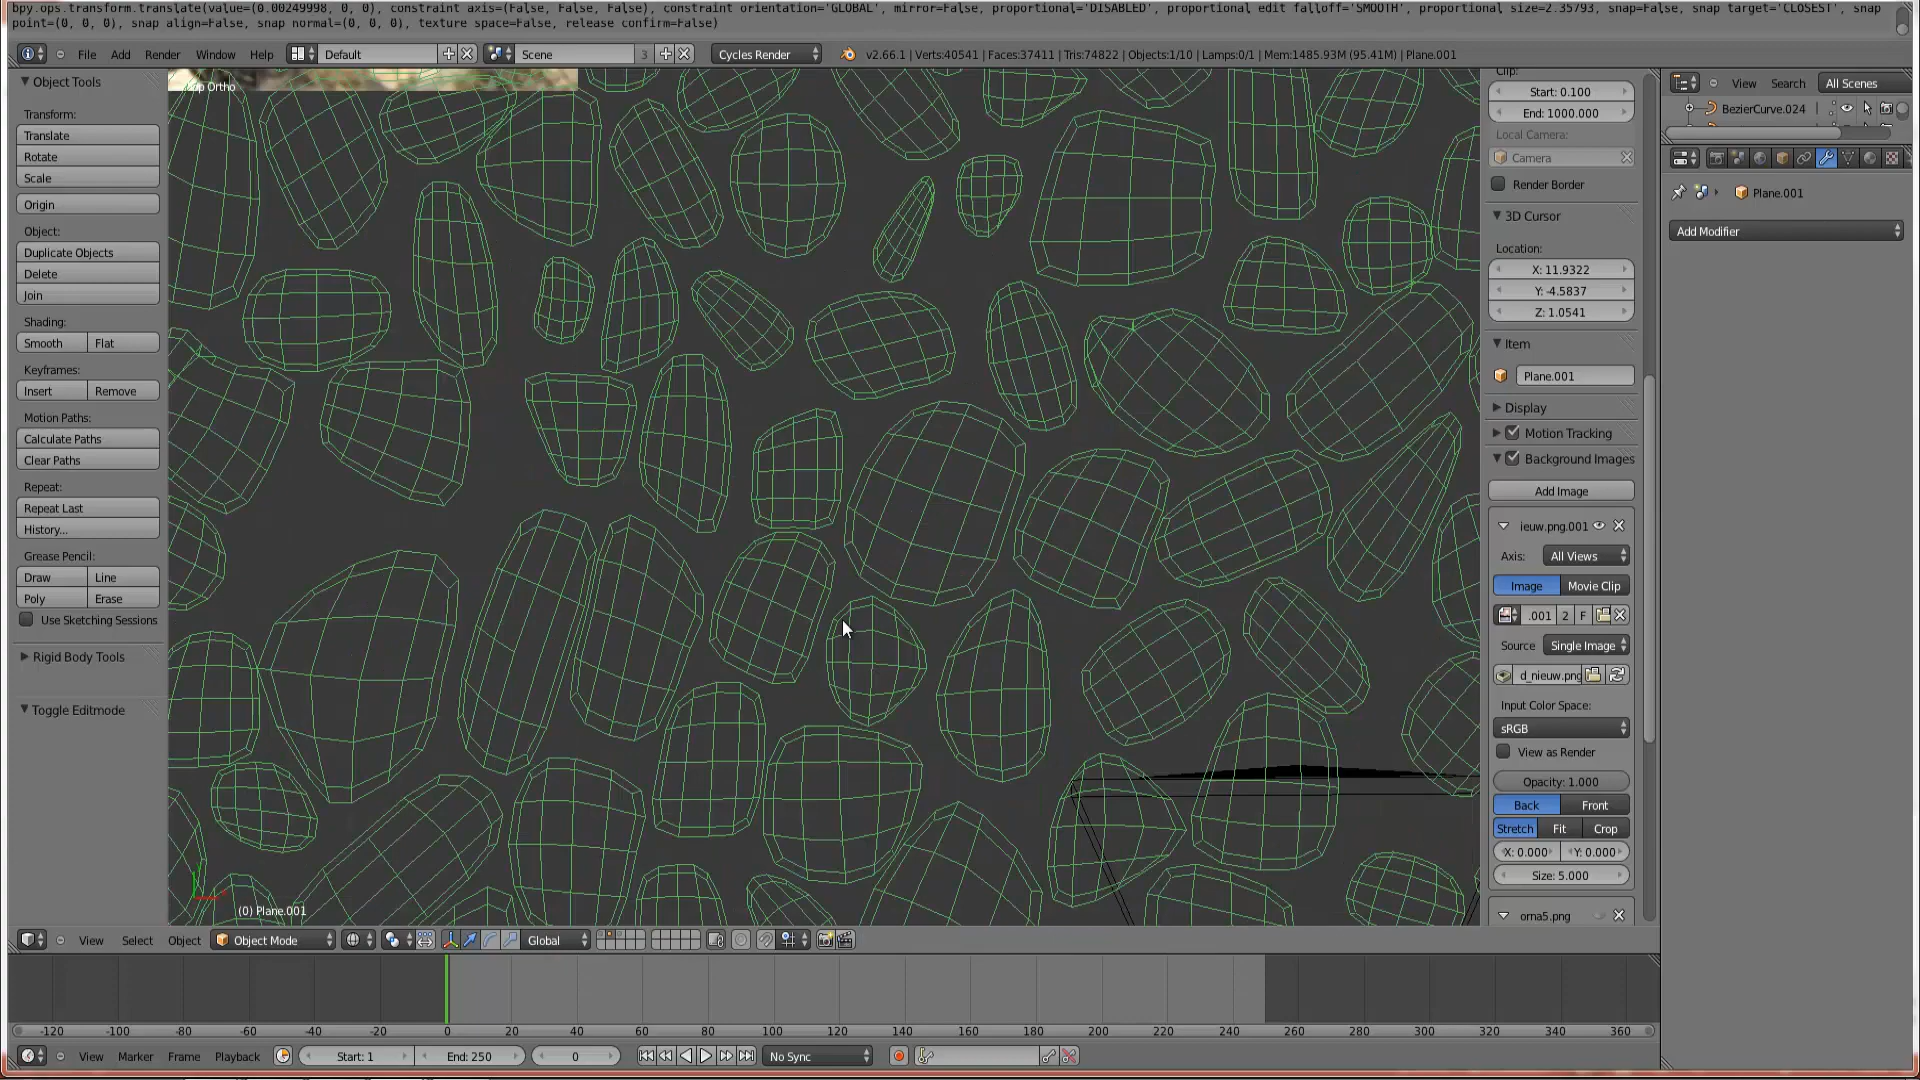 bpy.ops.transform.translate(value=(0.00249998, 0, 0), constraint_axis=(False, False, False), constraint_orientation='GLOBAL', mirror=False, proportional='DISABLED', proportional_edit_falloff='SMOOTH', proportional_size=2.35793, snap=False, snap_target='CLOSEST', snap_
point=(0, 0, 0), snap_align=False, snap_normal=(0, 0, 0), texture_space=False, release_confirm=False)
File Add Render Window Help Default Scene 3 Cycles Render v2.66.1 | Verts:40541 | Faces:37411 | Tris:74822 | Objects:1/10 | Lamps:0/1 | Mem:1485.93M (95.41M) | Plane.001
Object Tools
Transform:
Translate
Rotate
Scale
Origin
Object:
Duplicate Objects
Delete
Join
Shading:
Smooth Flat
Keyframes:
Insert Remove
Motion Paths:
Calculate Paths
Clear Paths
Repeat:
Repeat Last
History...
Grease Pencil:
Draw Line
Poly Erase
Use Sketching Sessions
Rigid Body Tools
Toggle Editmode
Ortho
(0) Plane.001
Clip:
Start: 0.100
End: 1000.000
Local Camera:
Camera
Render Border
3D Cursor
Location:
X: 11.9322
Y: -4.5837
Z: 1.0541
Item
Plane.001
Display
Motion Tracking
Background Images
Add Image
ieuw.png.001
Axis: All Views
Image Movie Clip
.001 2 F
Source Single Image
d_nieuw.png
Input Color Space:
sRGB
View as Render
Opacity: 1.000
Back Front
Stretch Fit Crop
X: 0.000 Y: 0.000
Size: 5.000
orna5.png
View Search All Scenes
BezierCurve.024
Plane.001
Add Modifier
View Select Object Object Mode Global
-120 -100 -80 -60 -40 -20 0 20 40 60 80 100 120 140 160 180 200 220 240 260 280 300 320 340 360
View Marker Frame Playback Start: 1 End: 250 0 No Sync